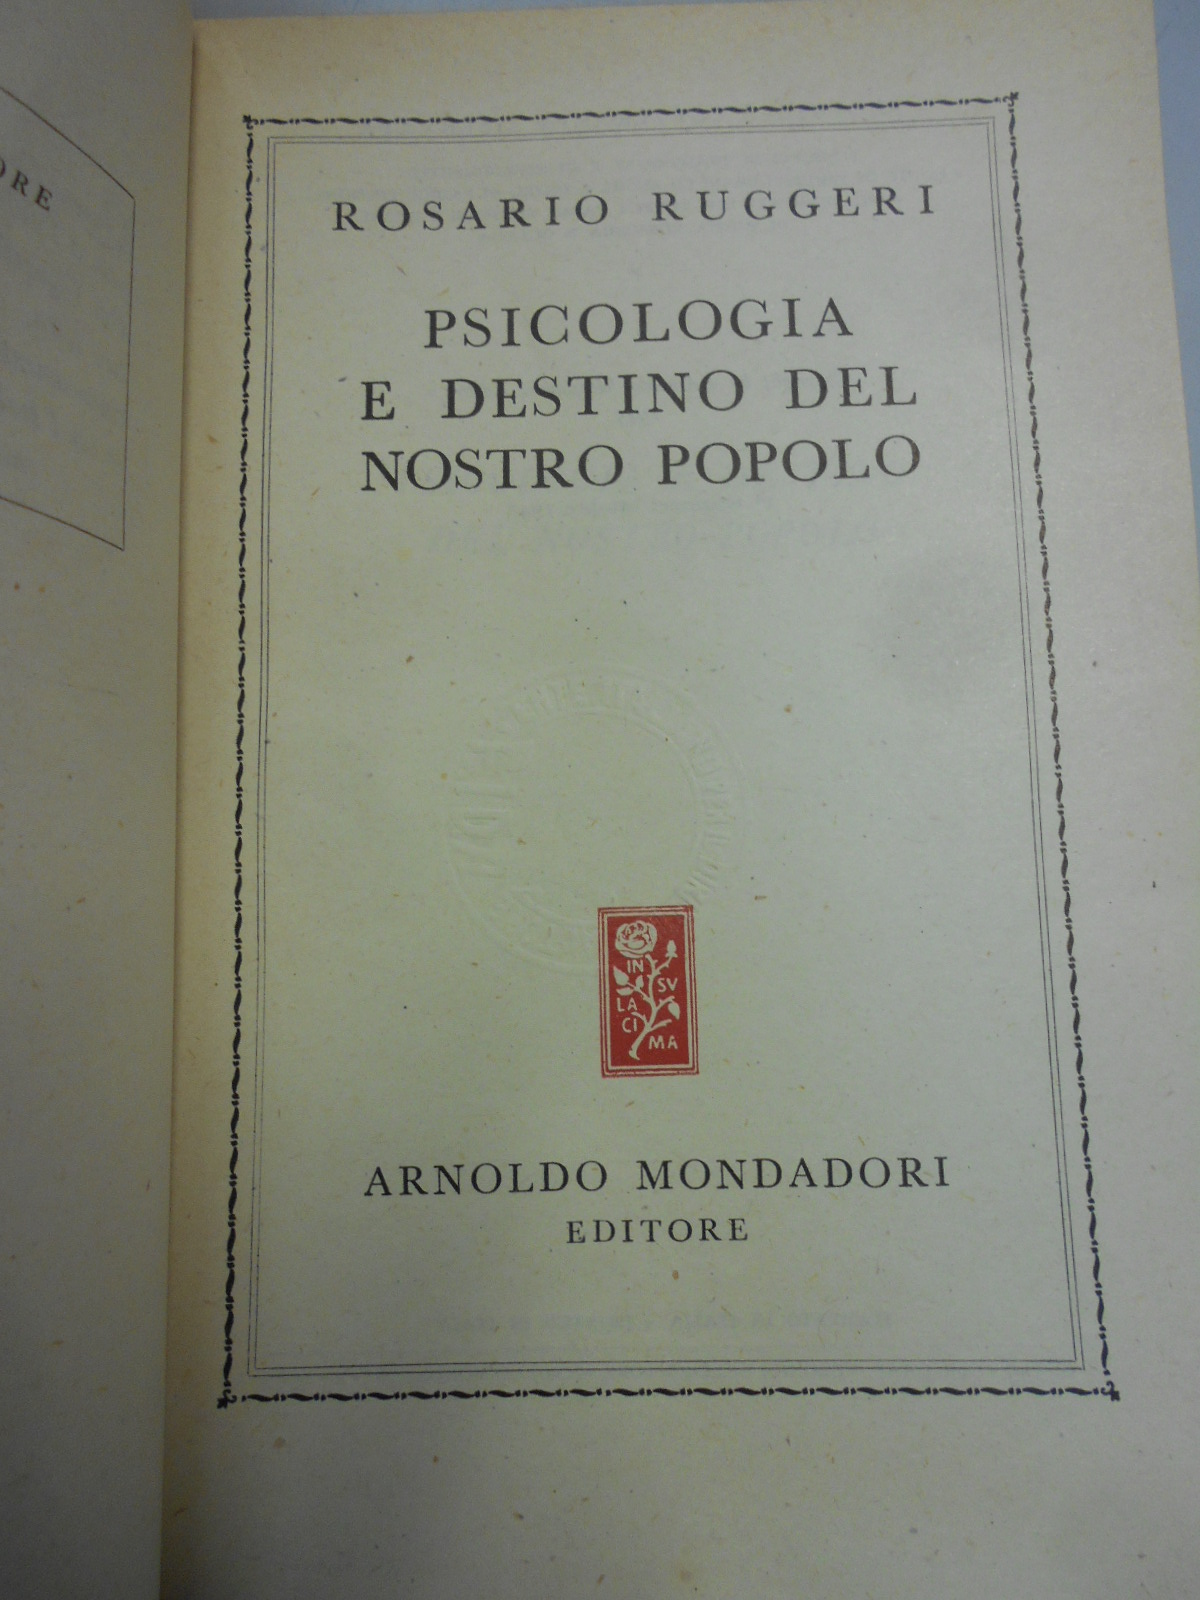 ORE
ROSARIO RUGGERI
PSICOLOGIA
E DESTINO DEL
NOSTRO POPOLO
IN
LA
SV
CI
MA
ARNOLDO MONDADORI
EDITORE